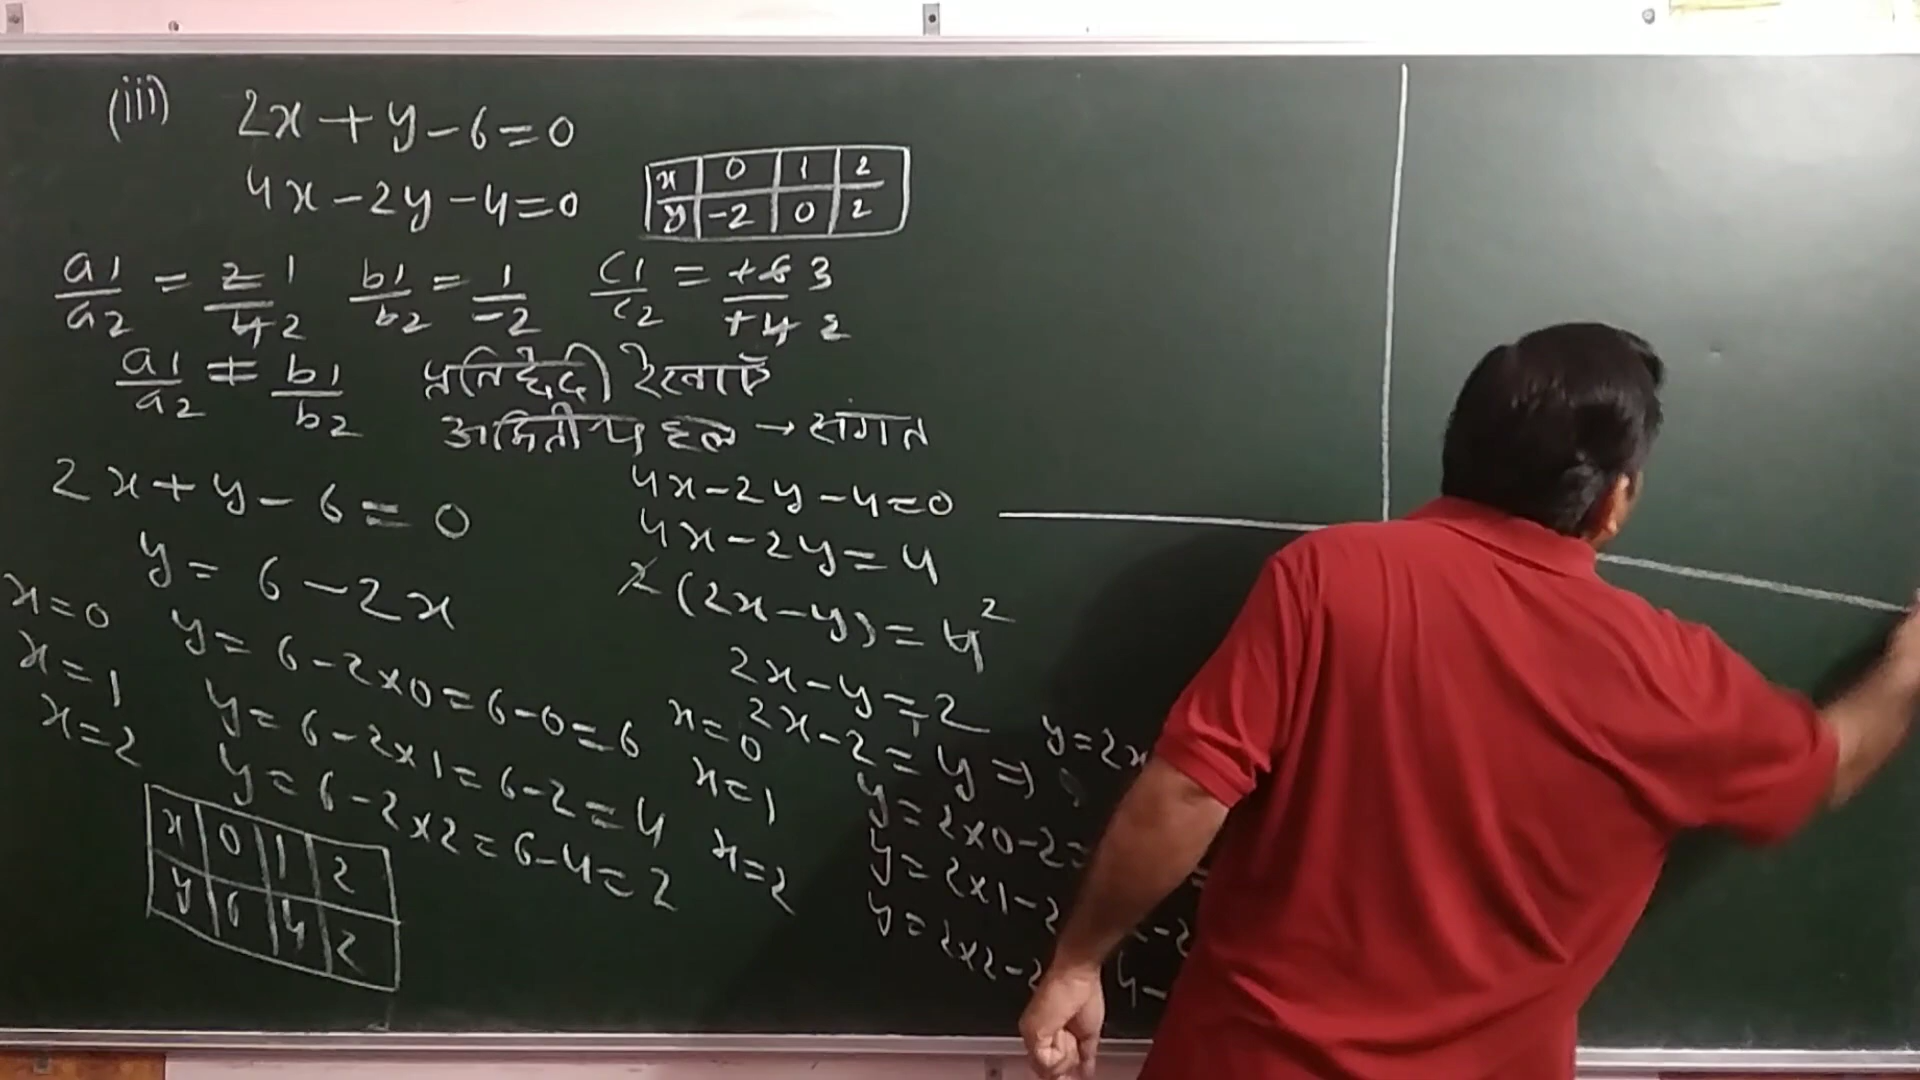 (iii) 2x + y - 6 = 0
4x - 2y - 4 = 0
x 0 1 2
y -2 0 2
a1/a2 = 2 1/4 2 b1/b2 = 1/-2 c1/c2 = +6 3/+4 2
a1/a2 ≠ b1/b2 प्रतिच्छेदी रेखाएँ
अद्वितीय हल → संगत
2x + y - 6 = 0
y = 6 - 2x
x = 0 y = 6 - 2×0 = 6 - 0 = 6
x = 1 y = 6 - 2×1 = 6 - 2 = 4
x = 2 y = 6 - 2×2 = 6 - 4 = 2
x 0 1 2
y 6 4 2
4x - 2y - 4 = 0
4x - 2y = 4
2(2x - y) = 4 2
2x - y = 2
2x - 2 = y ⇒ y = 2x
x = 0 y = 2×0 - 2 =
x = 1 y = 2×1 - 2 - 2
x = 2 y = 2×2 - 2 4 -